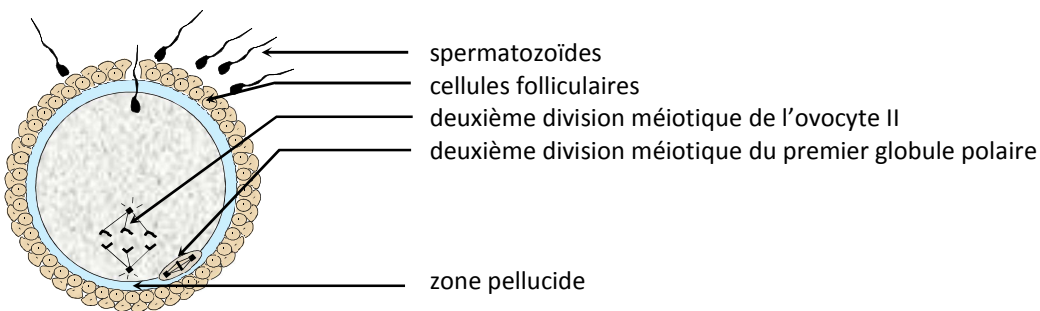 spermatozoïdes
cellules folliculaires
deuxième division méiotique de l’ovocyte II
deuxième division méiotique du premier globule polaire
zone pellucide